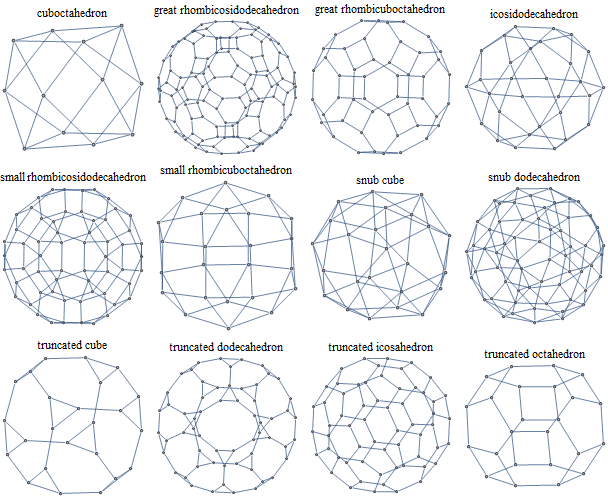 cuboctahedron
great rhombicosidodecahedron
great rhombicuboctahedron
icosidodecahedron
small rhombicosidodecahedron
small rhombicuboctahedron
snub cube
snub dodecahedron
truncated cube
truncated dodecahedron
truncated icosahedron
truncated octahedron